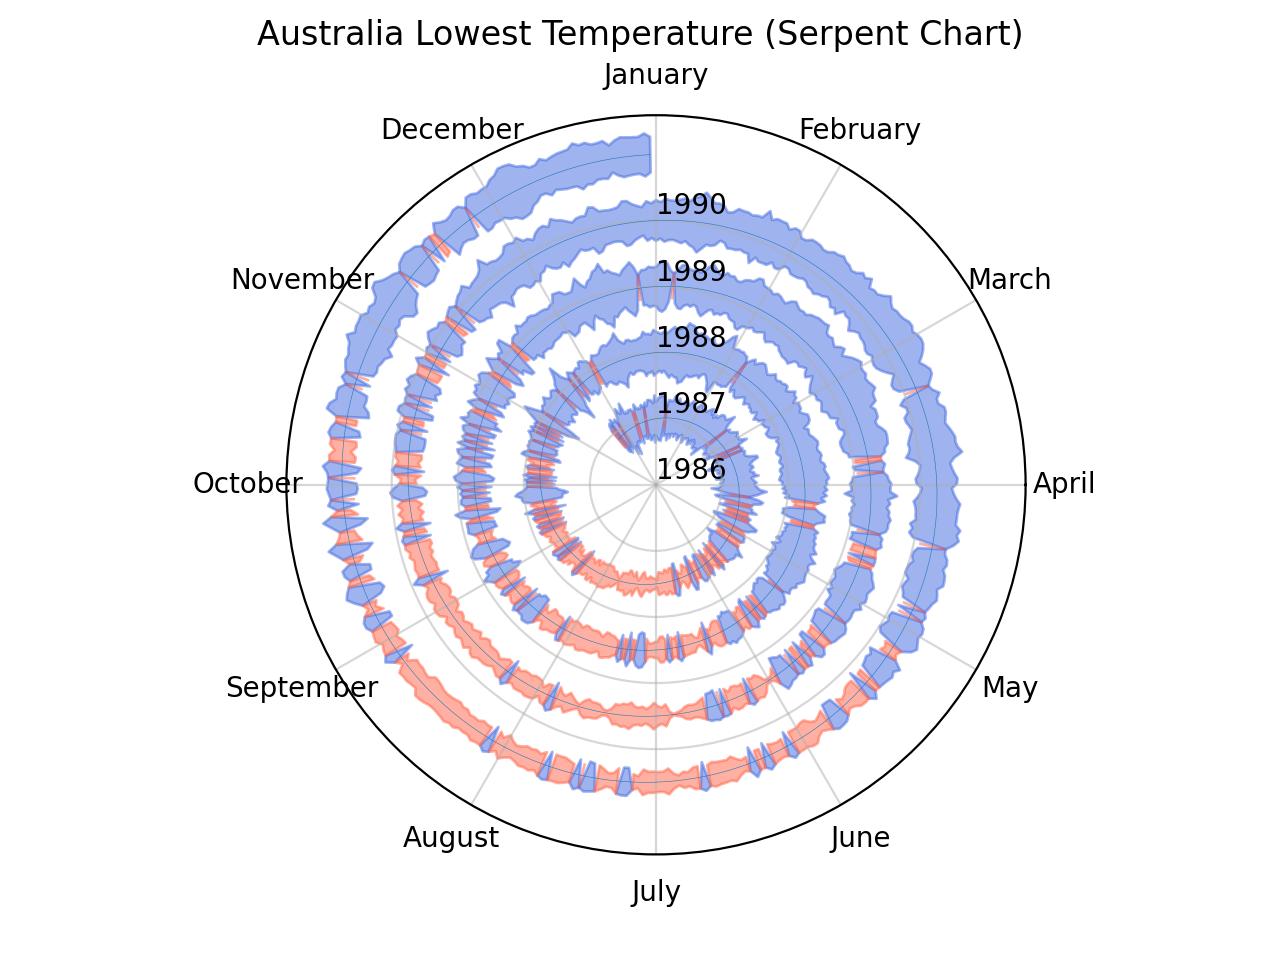 Australia Lowest Temperature (Serpent Chart)
January
December
February
1990
1989
November
March
1988
1987
1986
October
April
September
May
August
June
July